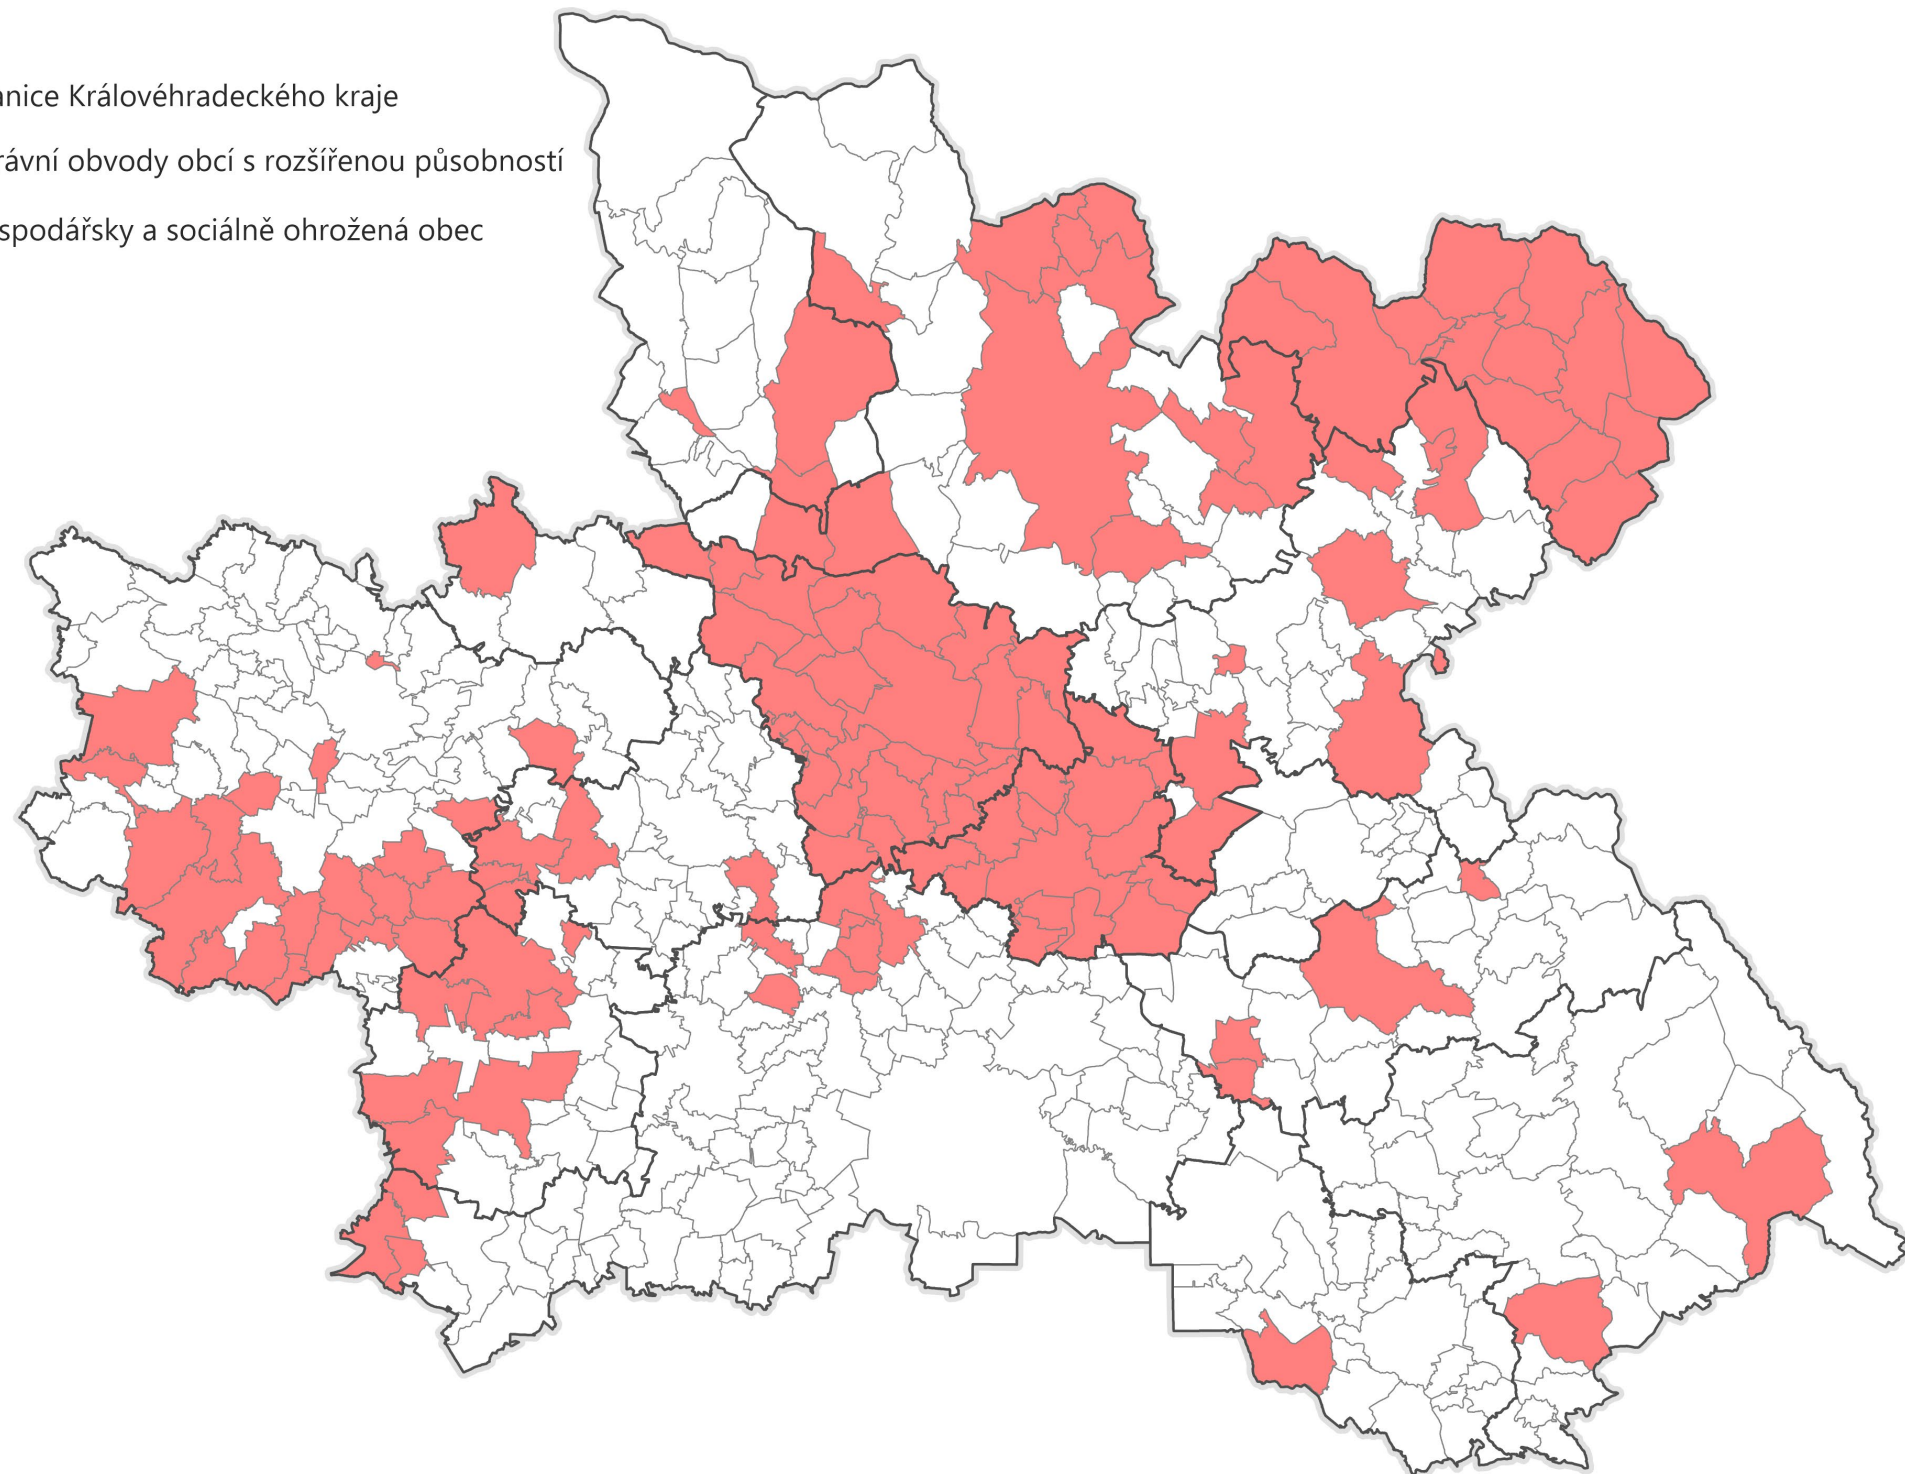 anice Královéhradeckého kraje
rávní obvody obcí s rozšířenou působností
spodářsky a sociálně ohrožená obec